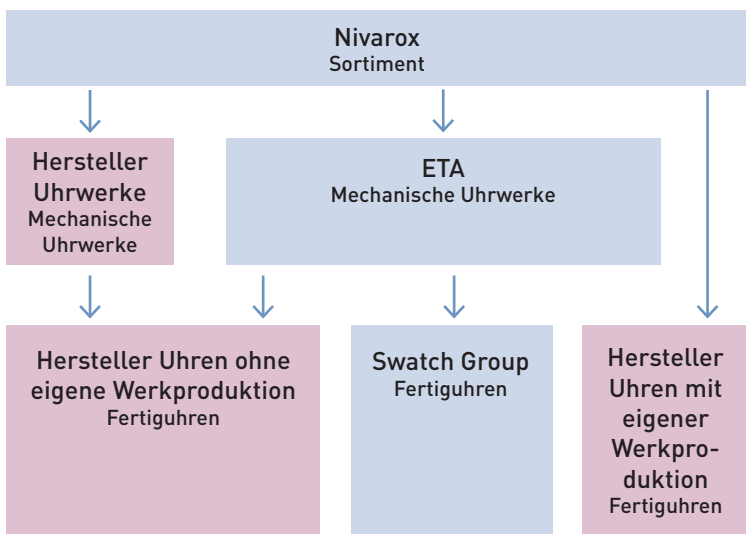 Nivarox
Sortiment
Hersteller
Uhrwerke
Mechanische
Uhrwerke
ETA
Mechanische Uhrwerke
Hersteller Uhren ohne
eigene Werkproduktion
Fertiguhren
Swatch Group
Fertiguhren
Hersteller
Uhren mit
eigener
Werkpro-
duktion
Fertiguhren